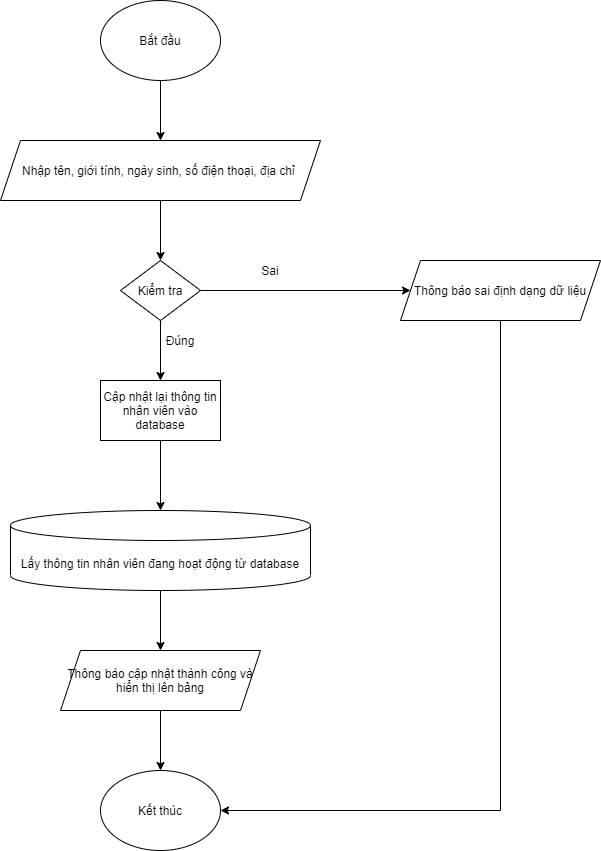 Bắt đầu
Nhập tên, giới tính, ngày sinh, số điện thoại, địa chỉ
Kiểm tra
Sai
Thông báo sai định dạng dữ liệu
Đúng
Cập nhật lại thông tin
nhân viên vào
database
Lấy thông tin nhân viên đang hoạt động từ database
Thông báo cập nhật thành công và
hiển thị lên bảng
Kết thúc